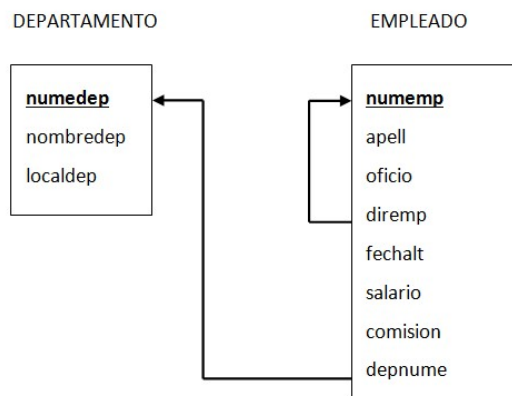 DEPARTAMENTO
numedep
nombredep
localdep
EMPLEADO
numemp
apell
oficio
diremp
fechalt
salario
comision
depnume